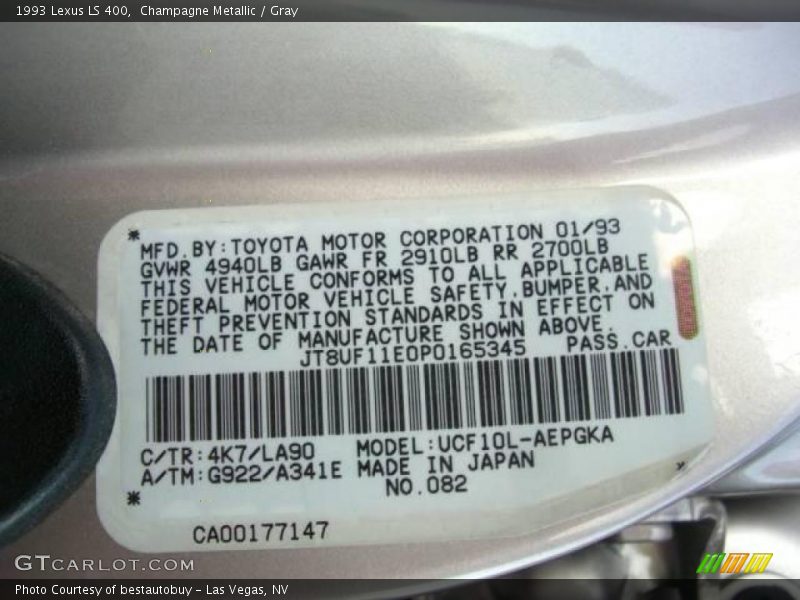 1993 Lexus LS 400,  Champagne Metallic / Gray
MFD.BY:TOYOTA MOTOR CORPORATION 01/93
GVWR 4940LB GAWR FR 2910LB RR 2700LB
THIS VEHICLE CONFORMS TO ALL APPLICABLE
FEDERAL MOTOR VEHICLE SAFETY,BUMPER,AND
THEFT PREVENTION STANDARDS IN EFFECT ON
THE DATE OF MANUFACTURE SHOWN ABOVE.
JT8UF11E0P0165345 PASS.CAR
C/TR:4K7/LA90 MODEL:UCF10L-AEPGKA
A/TM:G922/A341E MADE IN JAPAN
NO.082
CA00177147
GTCARLOT.COM
Photo Courtesy of bestautobuy – Las Vegas, NV